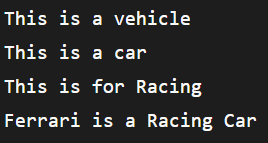 This is a vehicle
This is a car
This is for Racing
Ferrari is a Racing Car